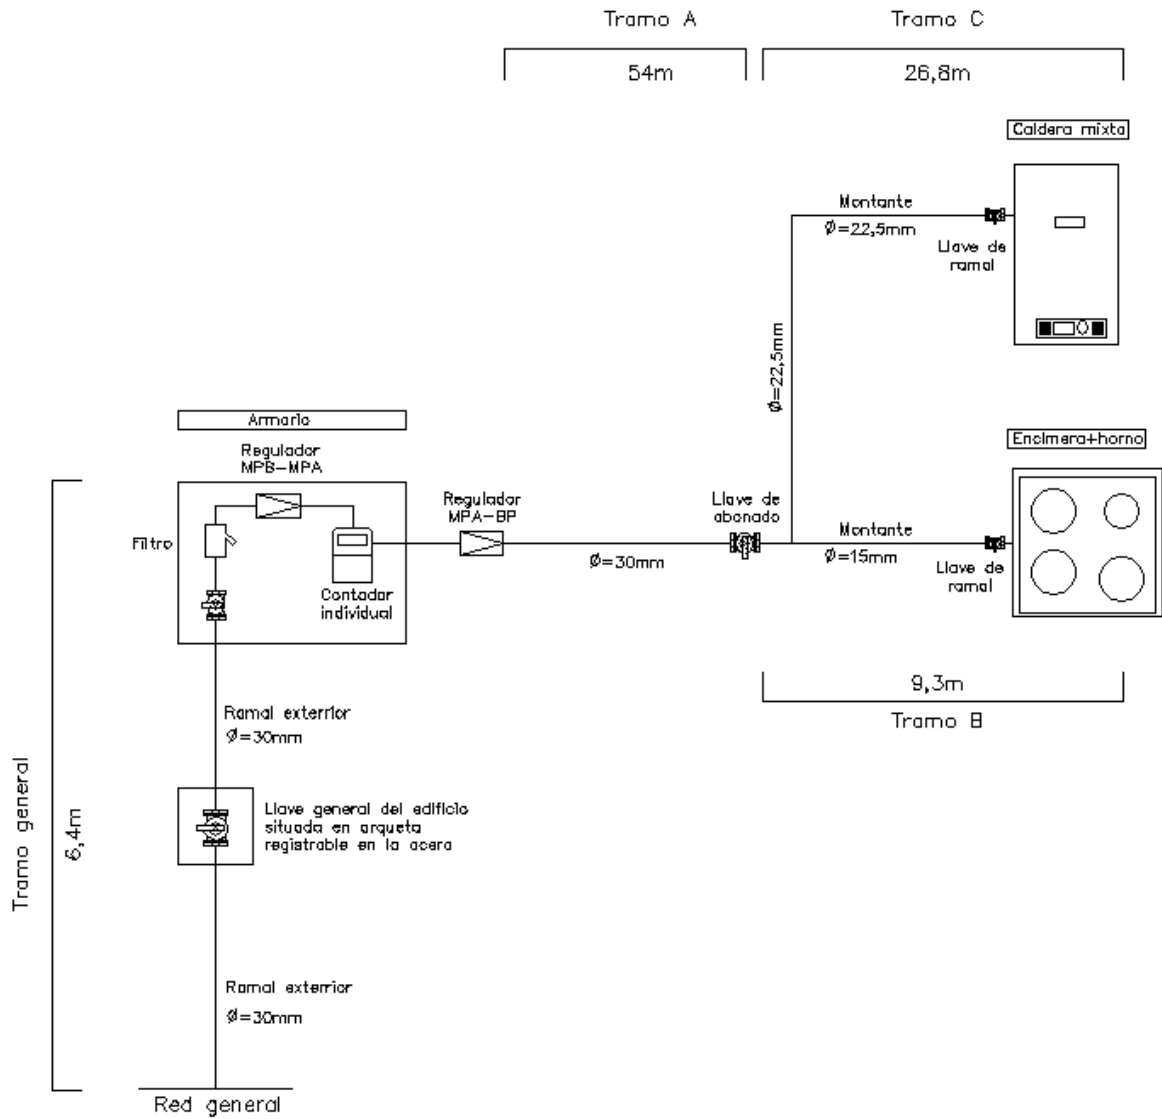 Tramo A
Tramo C
54m
26,8m
Caldera mixta
Montante
Ø=22,5mm
Llave de
ramal
Ø=22,5mm
Armario
Regulador
MPB-MPA
Encimera+horno
Regulador
MPA-BP
Llave de
abonado
Filtro
Montante
Ø=30mm
Ø=15mm
Llave de
ramal
Contador
individual
9,3m
Tramo B
Ramal exterrior
Ø=30mm
Tramo general
6,4m
Llave general del edificio
situada en arqueta
registrable en la acera
Ramal exterrior
Ø=30mm
Red general